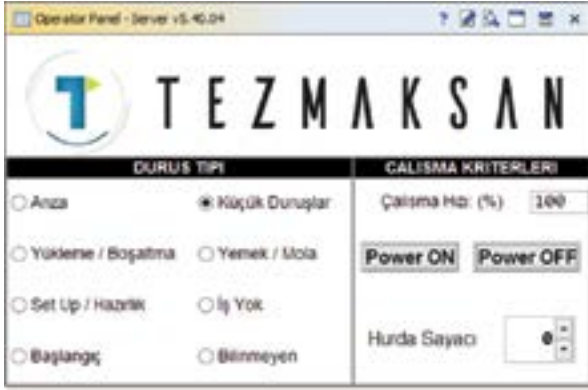 Operator Panel - Server v5.40.04
TEZMAKSAN
DURUS TIPI
CALISMA KRITERLERI
Arıza
Küçük Duruşlar
Çalisma Hızı: (%) 100
Yükleme / Boşaltma
Yemek / Mola
Power ON
Power OFF
Set Up / Hazırlık
İş Yok
Hurda Sayacı 0
Başlangıç
Bilinmeyen